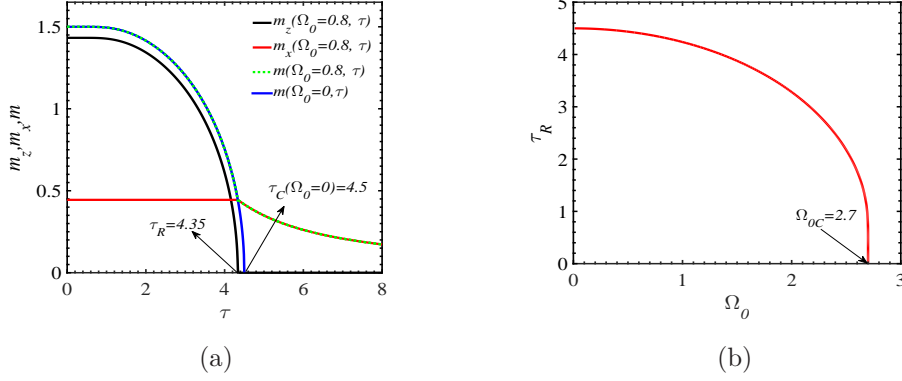 m_z(Ω_0=0.8, τ)
m_x(Ω_0=0.8, τ)
m(Ω_0=0.8, τ)
m(Ω_0=0,τ)
1.5
1
0.5
0
m_z,m_x,m
τ_R=4.35
τ_C(Ω_0=0)=4.5
0 2 4 6 8
τ
(a)
5
4
3
2
1
0
τ_R
Ω_0C=2.7
0 1 2 3
Ω_0
(b)